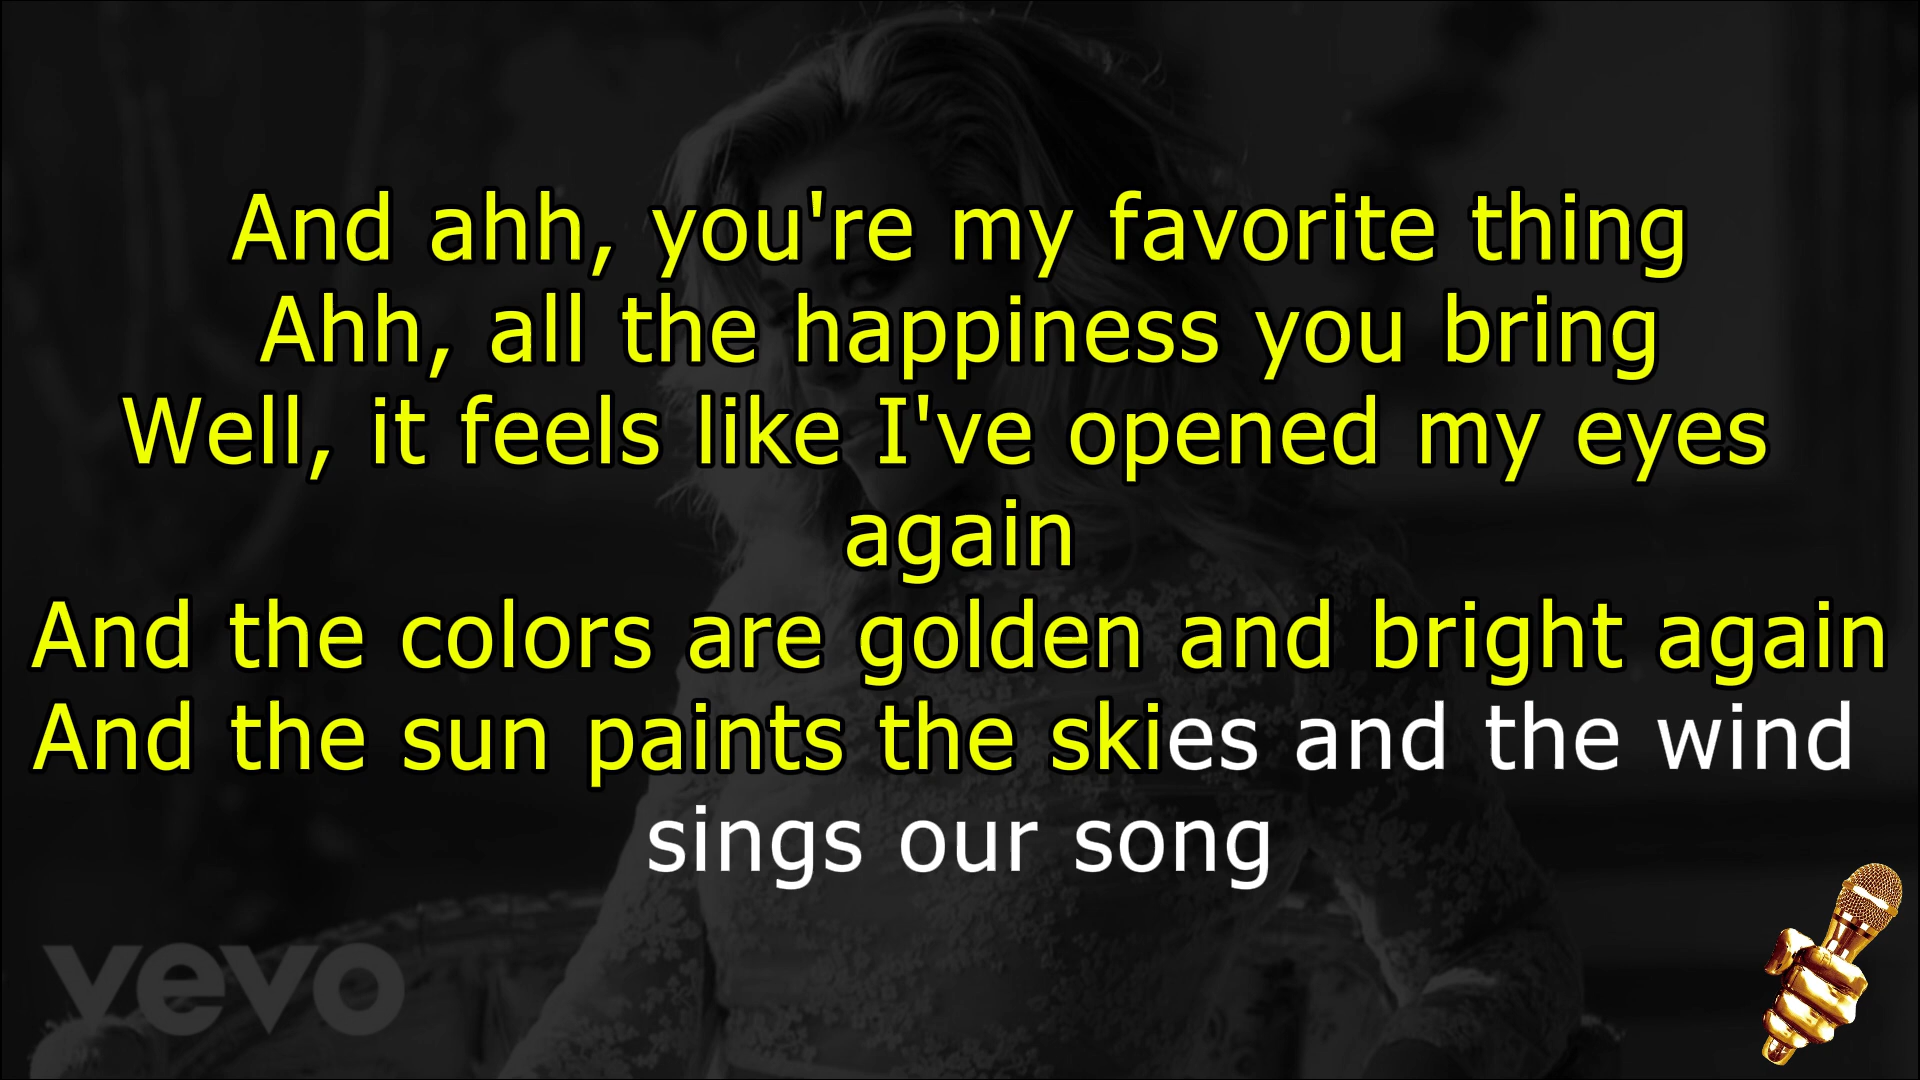 And ahh, you're my favorite thing
Ahh, all the happiness you bring
Well, it feels like I've opened my eyes
again
And the colors are golden and bright again
And the sun paints the skies and the wind
sings our song
vevo